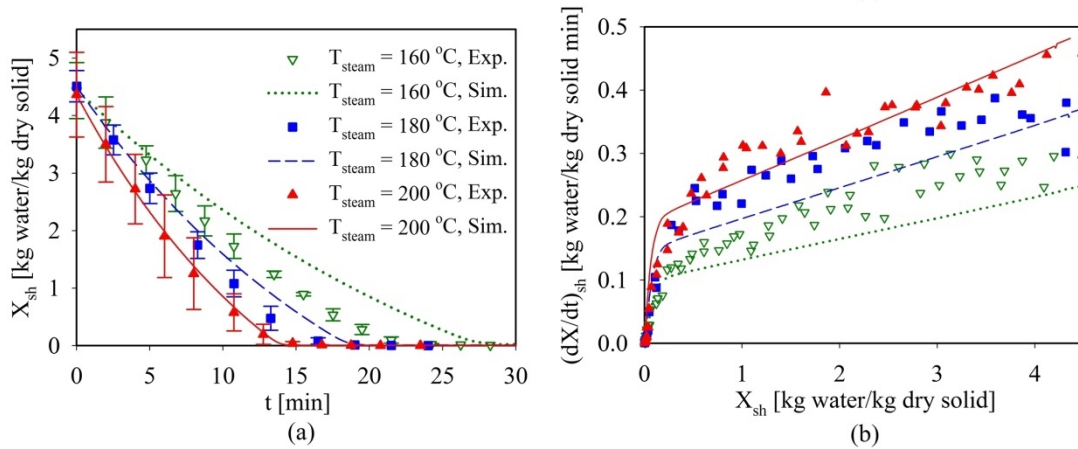 X_sh [kg water/kg dry solid]
5
4
3
2
1
0
T_steam = 160 °C, Exp.
T_steam = 160 °C, Sim.
T_steam = 180 °C, Exp.
T_steam = 180 °C, Sim.
T_steam = 200 °C, Exp.
T_steam = 200 °C, Sim.
0 5 10 15 20 25 30
t [min]
(a)
(dX/dt)_sh [kg water/kg dry solid min]
0.5
0.4
0.3
0.2
0.1
0.0
0 1 2 3 4
X_sh [kg water/kg dry solid]
(b)